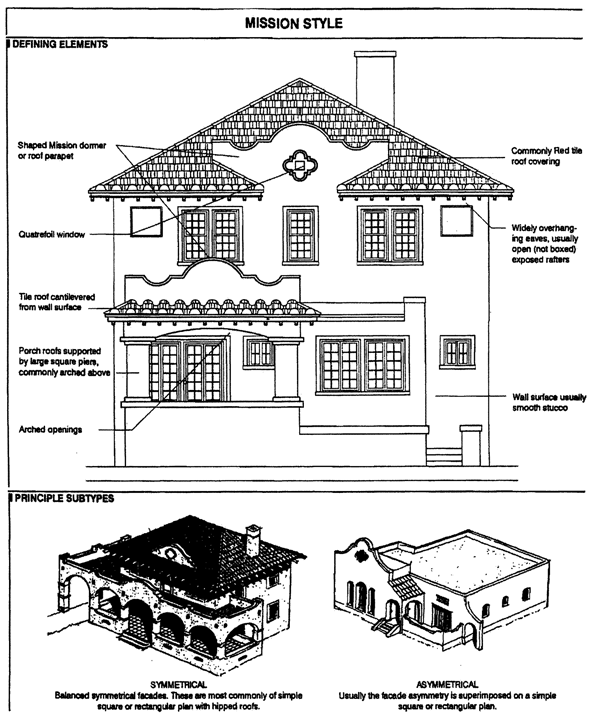 MISSION STYLE
DEFINING ELEMENTS
Shaped Mission dormer
or roof parapet
Commonly Red tile
roof covering
Quatrefoil window
Widely overhang-
ing eaves, usually
open (not boxed)
exposed rafters
Tile roof cantilevered
from wall surface
Porch roofs supported
by large square piers,
commonly arched above
Wall surface usually
smooth stucco
Arched openings
PRINCIPLE SUBTYPES
SYMMETRICAL
Balanced symmetrical facades. These are most commonly of simple
square or rectangular plan with hipped roofs.
ASYMMETRICAL
Usually the facade asymmetry is superimposed on a simple
square or rectangular plan.